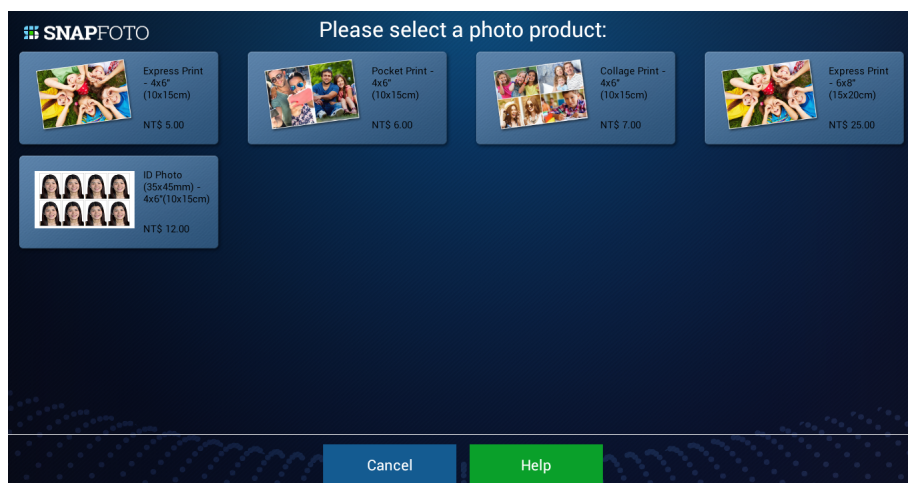 SNAPFOTO
Please select a photo product:
Express Print
- 4x6"
(10x15cm)
NT$ 5.00
Pocket Print -
4x6"
(10x15cm)
NT$ 6.00
Collage Print -
4x6"
(10x15cm)
NT$ 7.00
Express Print
- 6x8"
(15x20cm)
NT$ 25.00
ID Photo
(35x45mm) -
4x6"(10x15cm)
NT$ 12.00
Cancel
Help